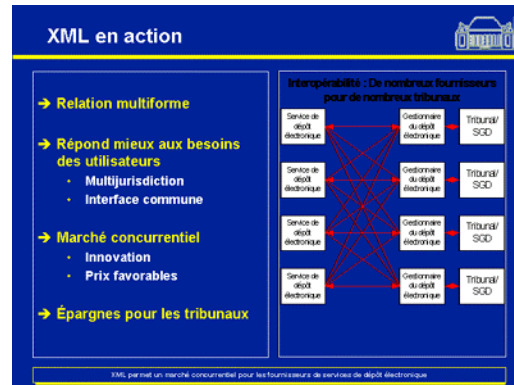 XML en action
→ Relation multiforme
→ Répond mieux aux besoins
des utilisateurs
• Multijurisdiction
• Interface commune
→ Marché concurrentiel
• Innovation
• Prix favorables
→ Épargnes pour les tribunaux
Interopérabilité : De nombreux fournisseurs
pour de nombreux tribunaux
Service de
dépôt
électronique
Gestionnaire
du dépôt
électronique
Tribunal/
SGD
Service de
dépôt
électronique
Gestionnaire
du dépôt
électronique
Tribunal/
SGD
Service de
dépôt
électronique
Gestionnaire
du dépôt
électronique
Tribunal/
SGD
Service de
dépôt
électronique
Gestionnaire
du dépôt
électronique
Tribunal/
SGD
XML permet un marché concurrentiel pour les fournisseurs de services de dépôt électronique